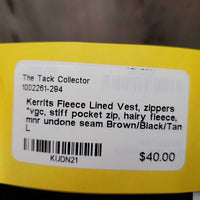 The Tack Collector
1002261-294
Kerrits Fleece Lined Vest, zippers
*vgc, stiff pocket zip, hairy fleece,
mnr undone seam Brown/Black/Tan
L
KUDN21
$40.00